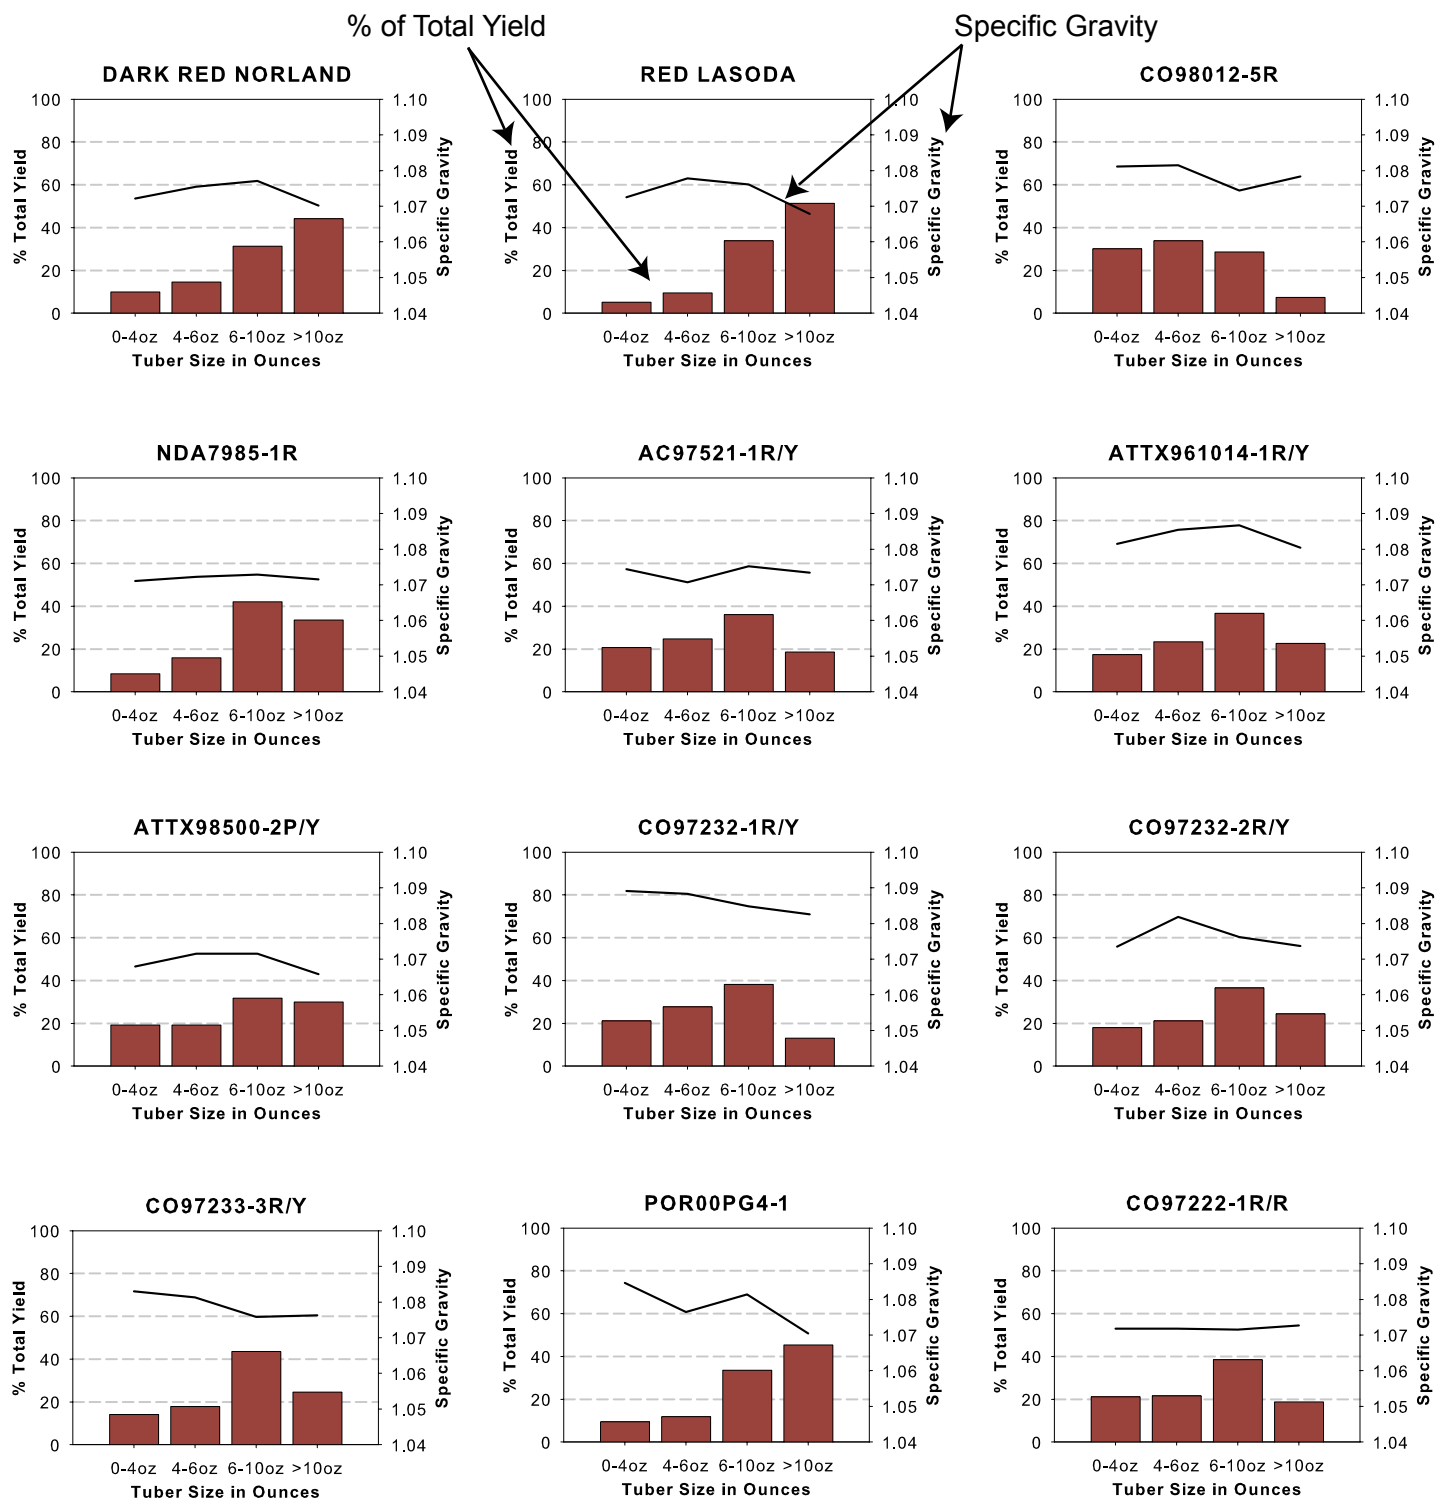 % of Total Yield Specific Gravity
DARK RED NORLAND
100
80
60
40
20
0
% Total Yield
1.10
1.09
1.08
1.07
1.06
1.05
1.04
Specific Gravity
0-4oz 4-6oz 6-10oz >10oz
Tuber Size in Ounces
RED LASODA
100
80
60
40
20
0
% Total Yield
1.10
1.09
1.08
1.07
1.06
1.05
1.04
Specific Gravity
0-4oz 4-6oz 6-10oz >10oz
Tuber Size in Ounces
CO98012-5R
100
80
60
40
20
0
% Total Yield
1.10
1.09
1.08
1.07
1.06
1.05
1.04
Specific Gravity
0-4oz 4-6oz 6-10oz >10oz
Tuber Size in Ounces
NDA7985-1R
100
80
60
40
20
0
% Total Yield
1.10
1.09
1.08
1.07
1.06
1.05
1.04
Specific Gravity
0-4oz 4-6oz 6-10oz >10oz
Tuber Size in Ounces
AC97521-1R/Y
100
80
60
40
20
0
% Total Yield
1.10
1.09
1.08
1.07
1.06
1.05
1.04
Specific Gravity
0-4oz 4-6oz 6-10oz >10oz
Tuber Size in Ounces
ATTX961014-1R/Y
100
80
60
40
20
0
% Total Yield
1.10
1.09
1.08
1.07
1.06
1.05
1.04
Specific Gravity
0-4oz 4-6oz 6-10oz >10oz
Tuber Size in Ounces
ATTX98500-2P/Y
100
80
60
40
20
0
% Total Yield
1.10
1.09
1.08
1.07
1.06
1.05
1.04
Specific Gravity
0-4oz 4-6oz 6-10oz >10oz
Tuber Size in Ounces
CO97232-1R/Y
100
80
60
40
20
0
% Total Yield
1.10
1.09
1.08
1.07
1.06
1.05
1.04
Specific Gravity
0-4oz 4-6oz 6-10oz >10oz
Tuber Size in Ounces
CO97232-2R/Y
100
80
60
40
20
0
% Total Yield
1.10
1.09
1.08
1.07
1.06
1.05
1.04
Specific Gravity
0-4oz 4-6oz 6-10oz >10oz
Tuber Size in Ounces
CO97233-3R/Y
100
80
60
40
20
0
% Total Yield
1.10
1.09
1.08
1.07
1.06
1.05
1.04
Specific Gravity
0-4oz 4-6oz 6-10oz >10oz
Tuber Size in Ounces
POR00PG4-1
100
80
60
40
20
0
% Total Yield
1.10
1.09
1.08
1.07
1.06
1.05
1.04
Specific Gravity
0-4oz 4-6oz 6-10oz >10oz
Tuber Size in Ounces
CO97222-1R/R
100
80
60
40
20
0
% Total Yield
1.10
1.09
1.08
1.07
1.06
1.05
1.04
Specific Gravity
0-4oz 4-6oz 6-10oz >10oz
Tuber Size in Ounces